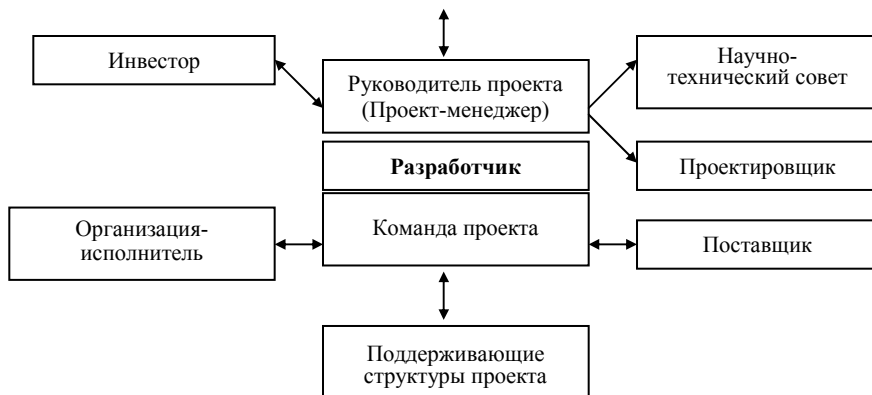 Инвестор
Руководитель проекта
(Проект-менеджер)
Научно-
технический совет
Разработчик
Проектировщик
Организация-
исполнитель
Команда проекта
Поставщик
Поддерживающие
структуры проекта